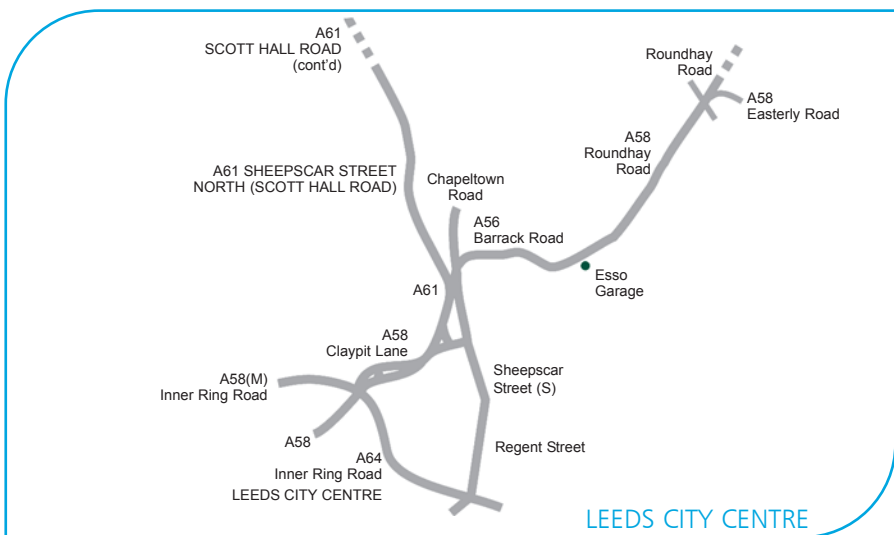 A61
SCOTT HALL ROAD
(cont'd)
Roundhay
Road
A58
Easterly Road
A58
Roundhay
Road
A61 SHEEPSCAR STREET
NORTH (SCOTT HALL ROAD)
Chapeltown
Road
A56
Barrack Road
Esso
Garage
A61
A58
Claypit Lane
Sheepscar
Street (S)
A58(M)
Inner Ring Road
A58
Regent Street
A64
Inner Ring Road
LEEDS CITY CENTRE
LEEDS CITY CENTRE